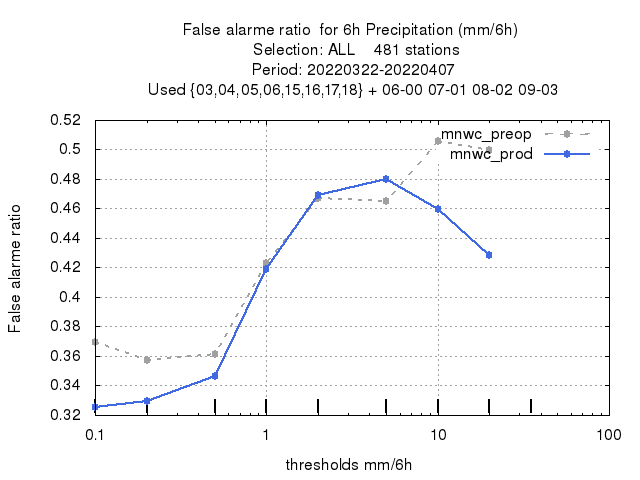 False alarme ratio  for 6h Precipitation (mm/6h)
Selection: ALL    481 stations
Period: 20220322-20220407
Used {03,04,05,06,15,16,17,18} + 06-00 07-01 08-02 09-03
0.52
0.5
0.48
0.46
0.44
0.42
0.4
0.38
0.36
0.34
0.32
mnwc_preop
mnwc_prod
False alarme ratio
0.1 1 10 100
thresholds mm/6h